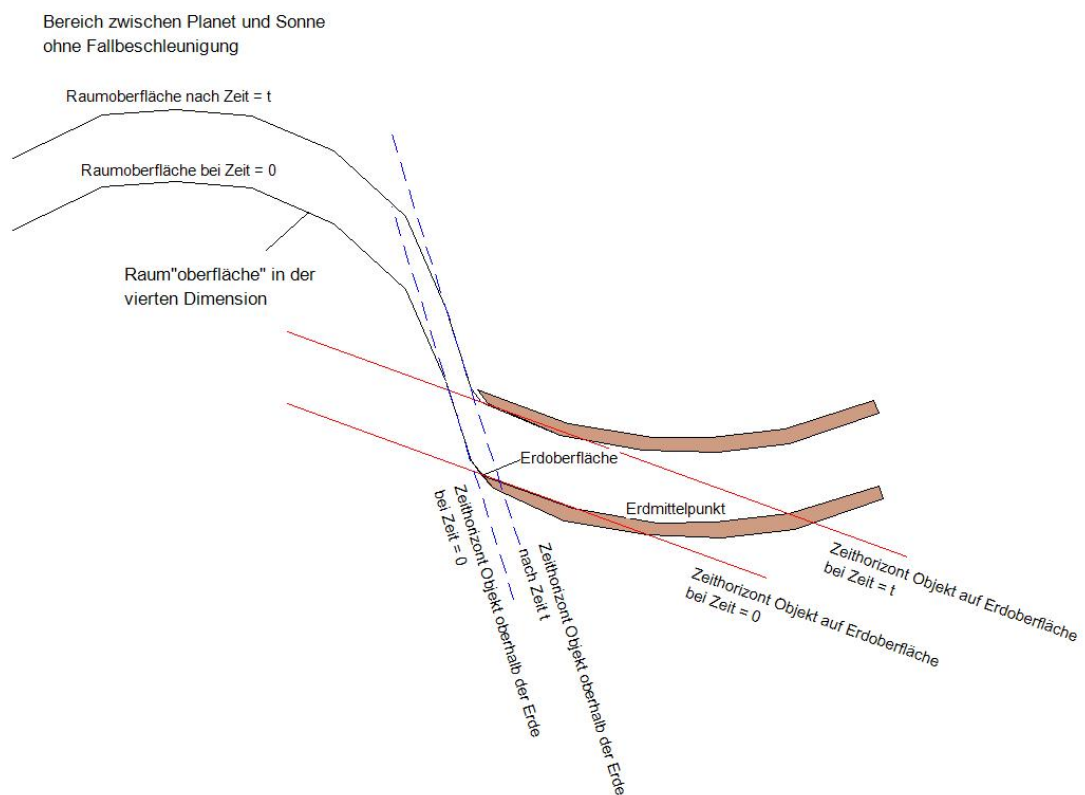 Bereich zwischen Planet und Sonne
ohne Fallbeschleunigung
Raumoberfläche nach Zeit = t
Raumoberfläche bei Zeit = 0
Raum"oberfläche" in der
vierten Dimension
Erdoberfläche
Erdmittelpunkt
Zeithorizont Objekt oberhalb der Erde
bei Zeit = 0
Zeithorizont Objekt oberhalb der Erde
nach Zeit t
Zeithorizont Objekt auf Erdoberfläche
bei Zeit = 0
Zeithorizont Objekt auf Erdoberfläche
bei Zeit = t